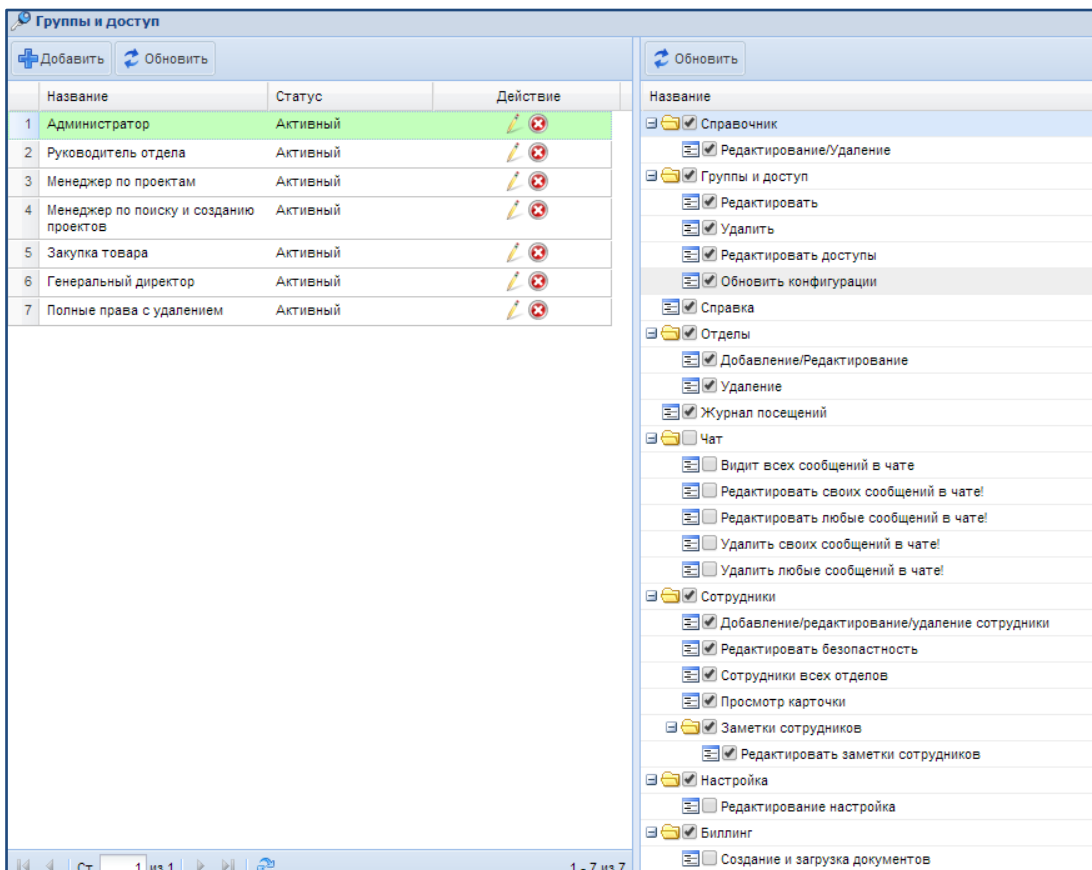 Группы и доступ
Добавить Обновить
Название Статус Действие
1 Администратор Активный
2 Руководитель отдела Активный
3 Менеджер по проектам Активный
4 Менеджер по поиску и созданию Активный
проектов
5 Закупка товара Активный
6 Генеральный директор Активный
7 Полные права с удалением Активный
Ст. 1 из 1 1 - 7 из 7
Обновить
Название
Справочник
Редактирование/Удаление
Группы и доступ
Редактировать
Удалить
Редактировать доступы
Обновить конфигурации
Справка
Отделы
Добавление/Редактирование
Удаление
Журнал посещений
Чат
Видит всех сообщений в чате
Редактировать своих сообщений в чате!
Редактировать любые сообщений в чате!
Удалить своих сообщений в чате!
Удалить любые сообщений в чате!
Сотрудники
Добавление/редактирование/удаление сотрудники
Редактировать безопастность
Сотрудники всех отделов
Просмотр карточки
Заметки сотрудников
Редактировать заметки сотрудников
Настройка
Редактирование настройка
Биллинг
Создание и загрузка документов